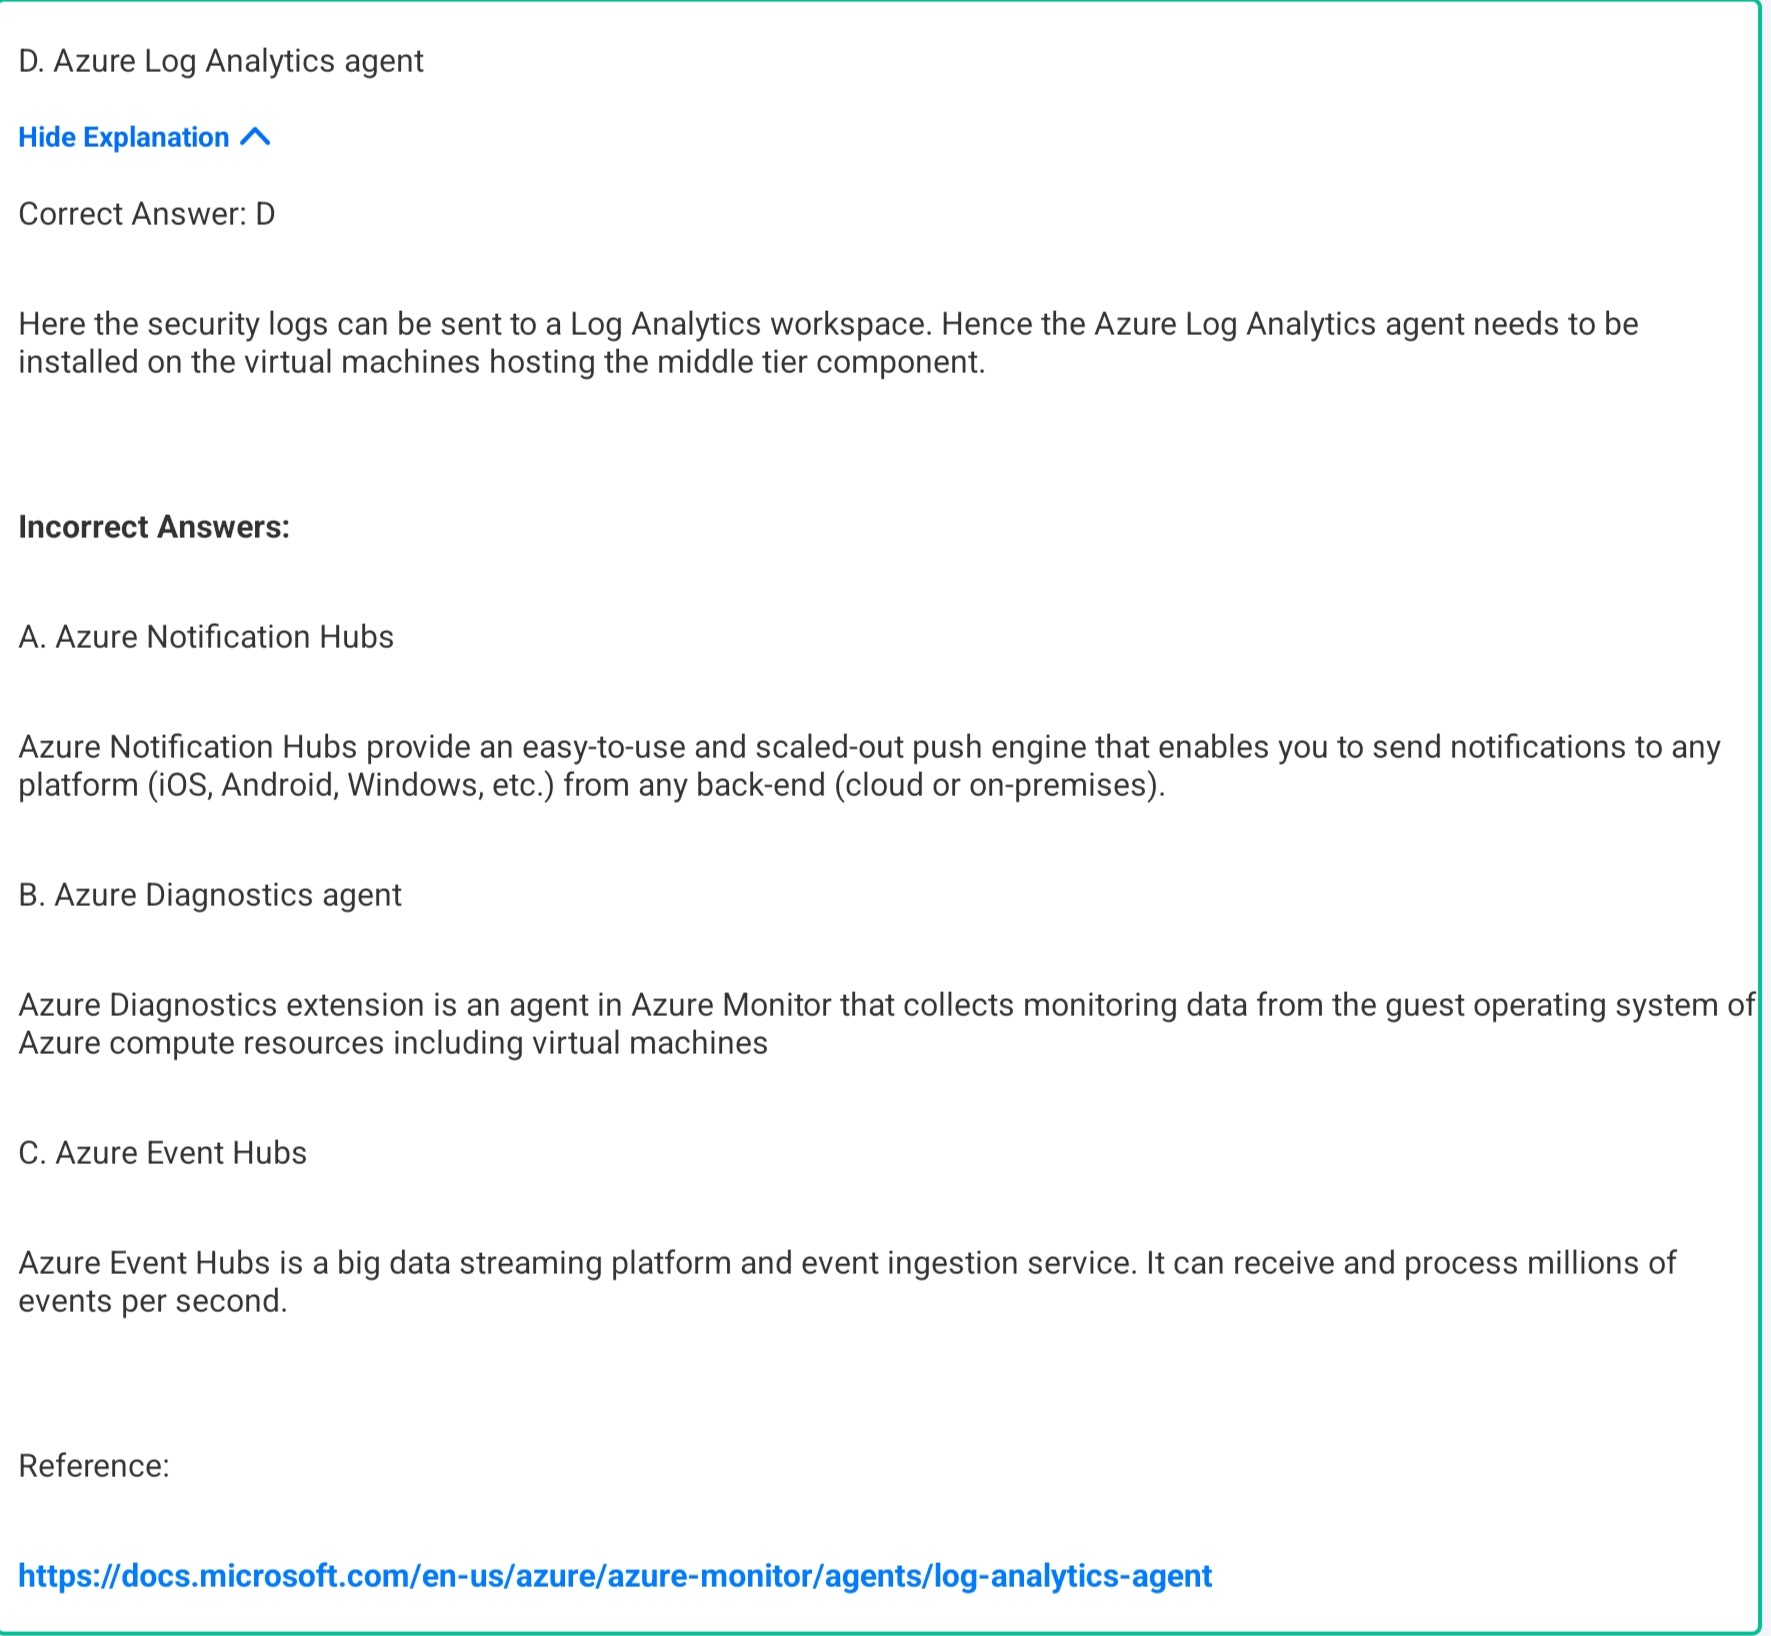 D. Azure Log Analytics agent
Hide Explanation
Correct Answer: D
Here the security logs can be sent to a Log Analytics workspace. Hence the Azure Log Analytics agent needs to be
installed on the virtual machines hosting the middle tier component.
Incorrect Answers:
A. Azure Notification Hubs
Azure Notification Hubs provide an easy-to-use and scaled-out push engine that enables you to send notifications to any
platform (iOS, Android, Windows, etc.) from any back-end (cloud or on-premises).
B. Azure Diagnostics agent
Azure Diagnostics extension is an agent in Azure Monitor that collects monitoring data from the guest operating system of
Azure compute resources including virtual machines
C. Azure Event Hubs
Azure Event Hubs is a big data streaming platform and event ingestion service. It can receive and process millions of
events per second.
Reference:
https://docs.microsoft.com/en-us/azure/azure-monitor/agents/log-analytics-agent